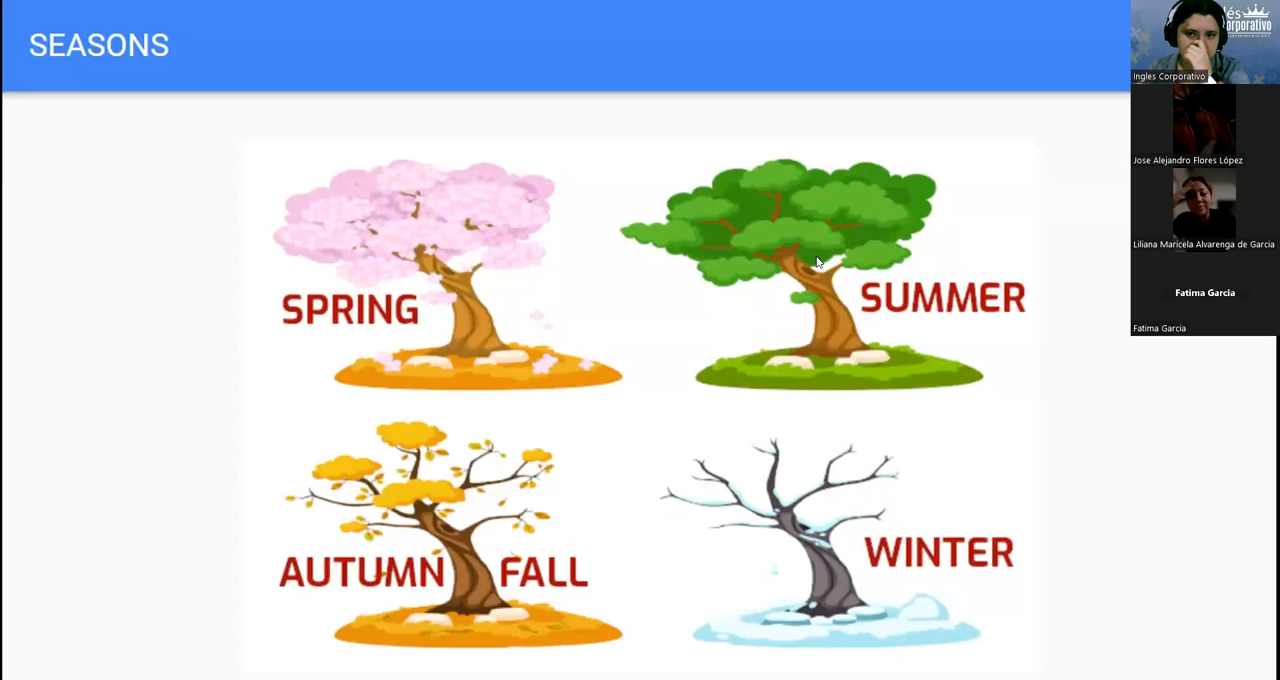 SEASONS
SPRING
SUMMER
AUTUMN FALL
WINTER
Ingles Corporativo
Jose Alejandro Flores López
Liliana Maricela Alvarenga de Garcia
Fatima Garcia
Fatima Garcia